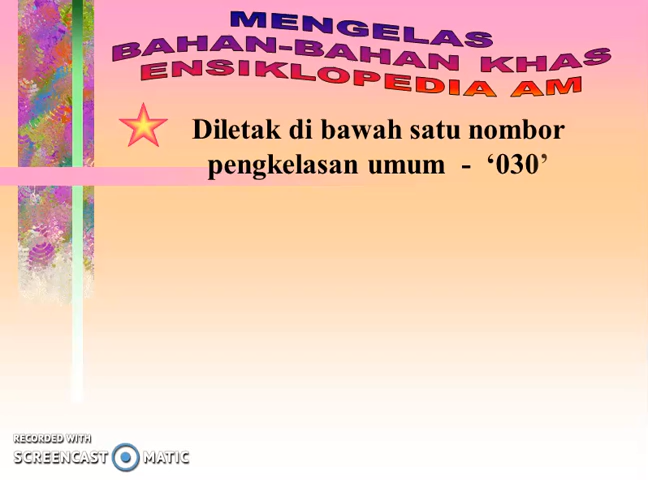 MENGELAS
BAHAN-BAHAN KHAS
ENSIKLOPEDIA AM
Diletak di bawah satu nombor
pengkelasan umum - ‘030’
RECORDED WITH
SCREENCAST MATIC